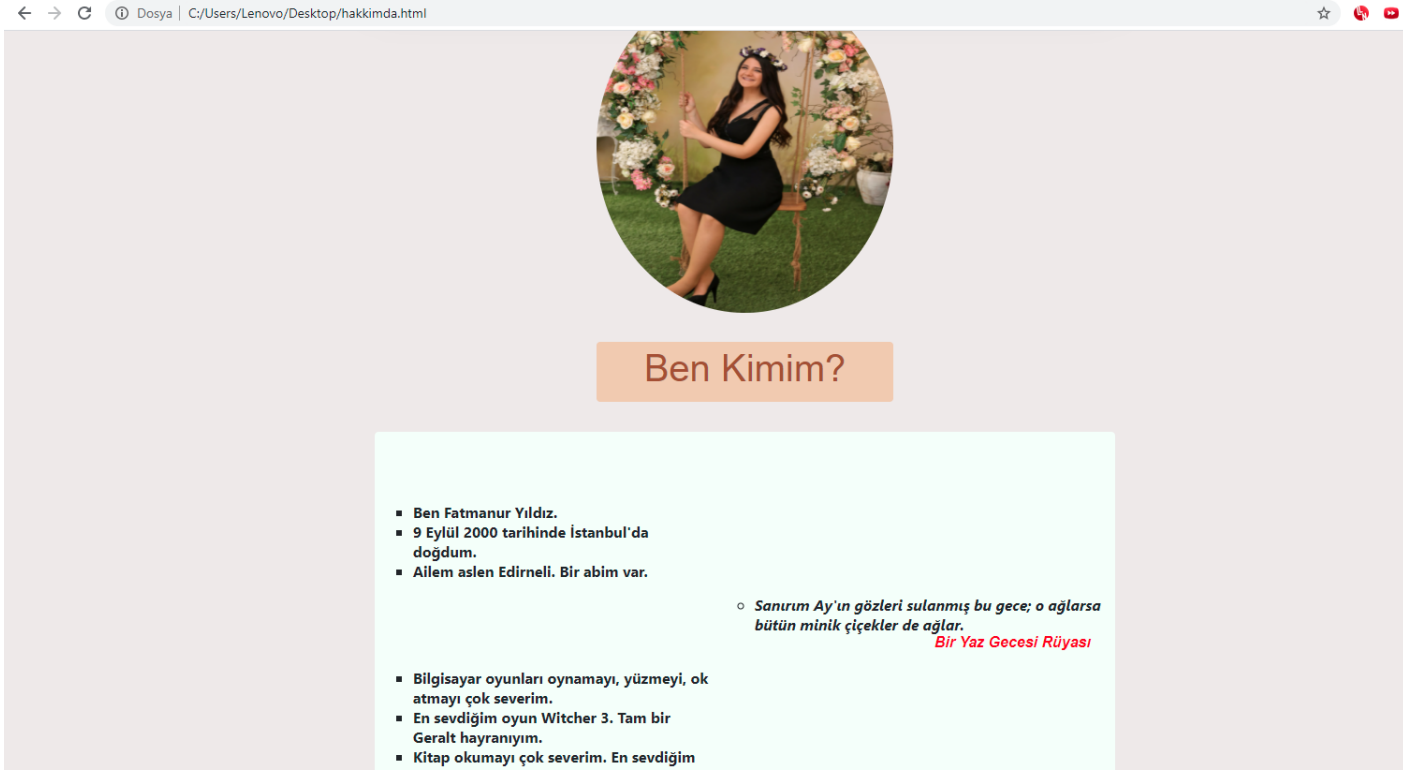 Dosya
C:/Users/Lenovo/Desktop/hakkimda.html
Ben Kimim?
Ben Fatmanur Yıldız.
9 Eylül 2000 tarihinde İstanbul'da
doğdum.
Ailem aslen Edirneli. Bir abim var.
Sanırım Ay'ın gözleri sulanmış bu gece; o ağlarsa
bütün minik çiçekler de ağlar.
Bir Yaz Gecesi Rüyası
Bilgisayar oyunları oynamayı, yüzmeyi, ok
atmayı çok severim.
En sevdiğim oyun Witcher 3. Tam bir
Geralt hayranıyım.
Kitap okumayı çok severim. En sevdiğim